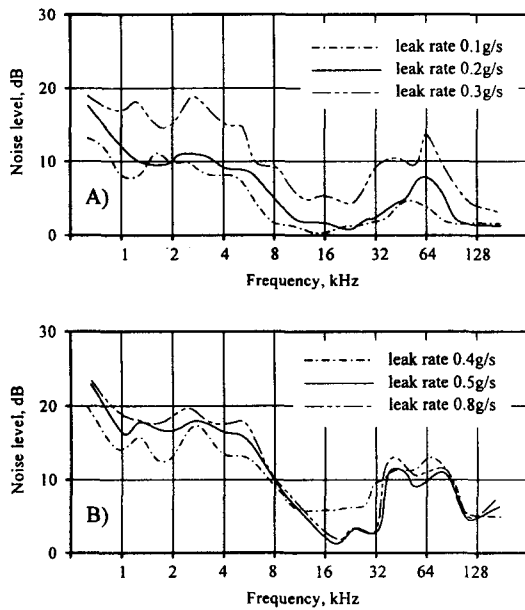 30
20
10
0
Noise level, dB
A)
leak rate 0.1g/s
leak rate 0.2g/s
leak rate 0.3g/s
1 2 4 8 16 32 64 128
Frequency, kHz
30
20
10
0
Noise level, dB
B)
leak rate 0.4g/s
leak rate 0.5g/s
leak rate 0.8g/s
1 2 4 8 16 32 64 128
Frequency, kHz